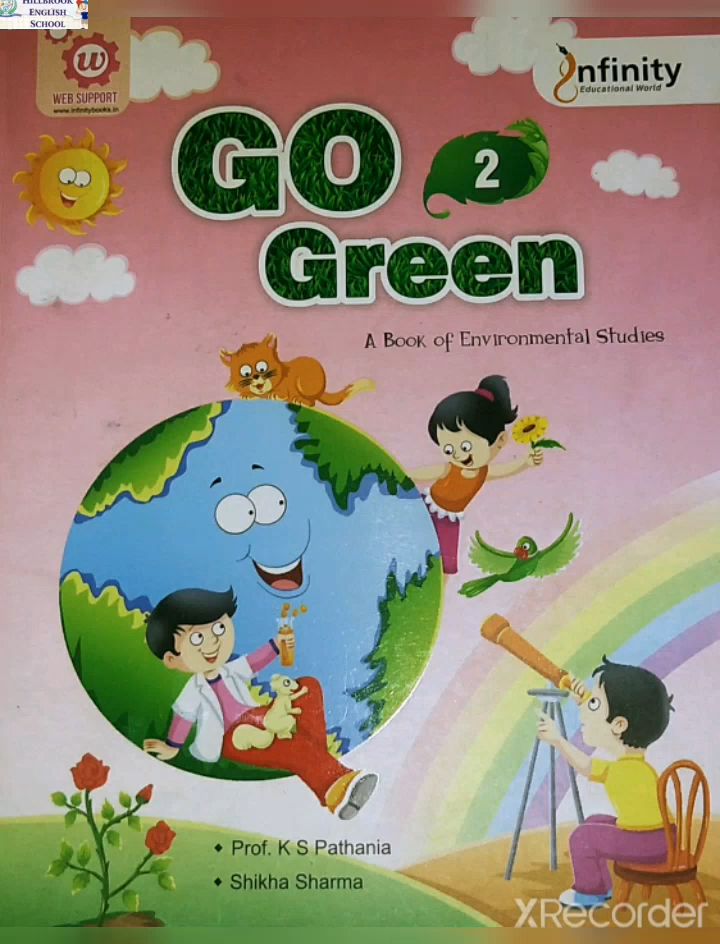 HILLBROOK
ENGLISH
SCHOOL
w
WEB SUPPORT
www.infinitybooks.in
Infinity
Educational World
GO
2
Green
A Book of Environmental Studies
Prof. K S Pathania
Shikha Sharma
XRecorder